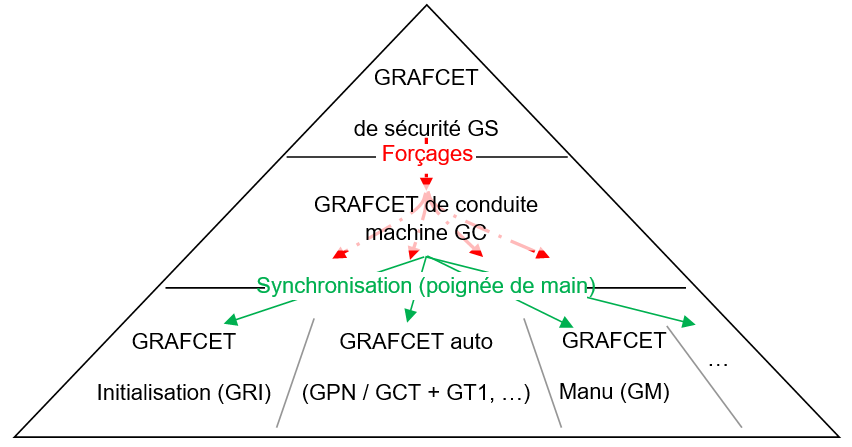 GRAFCET
de sécurité GS
Forçages
GRAFCET de conduite
machine GC
Synchronisation (poignée de main)
GRAFCET
Initialisation (GRI)
GRAFCET auto
(GPN / GCT + GT1, …)
GRAFCET
Manu (GM)
…